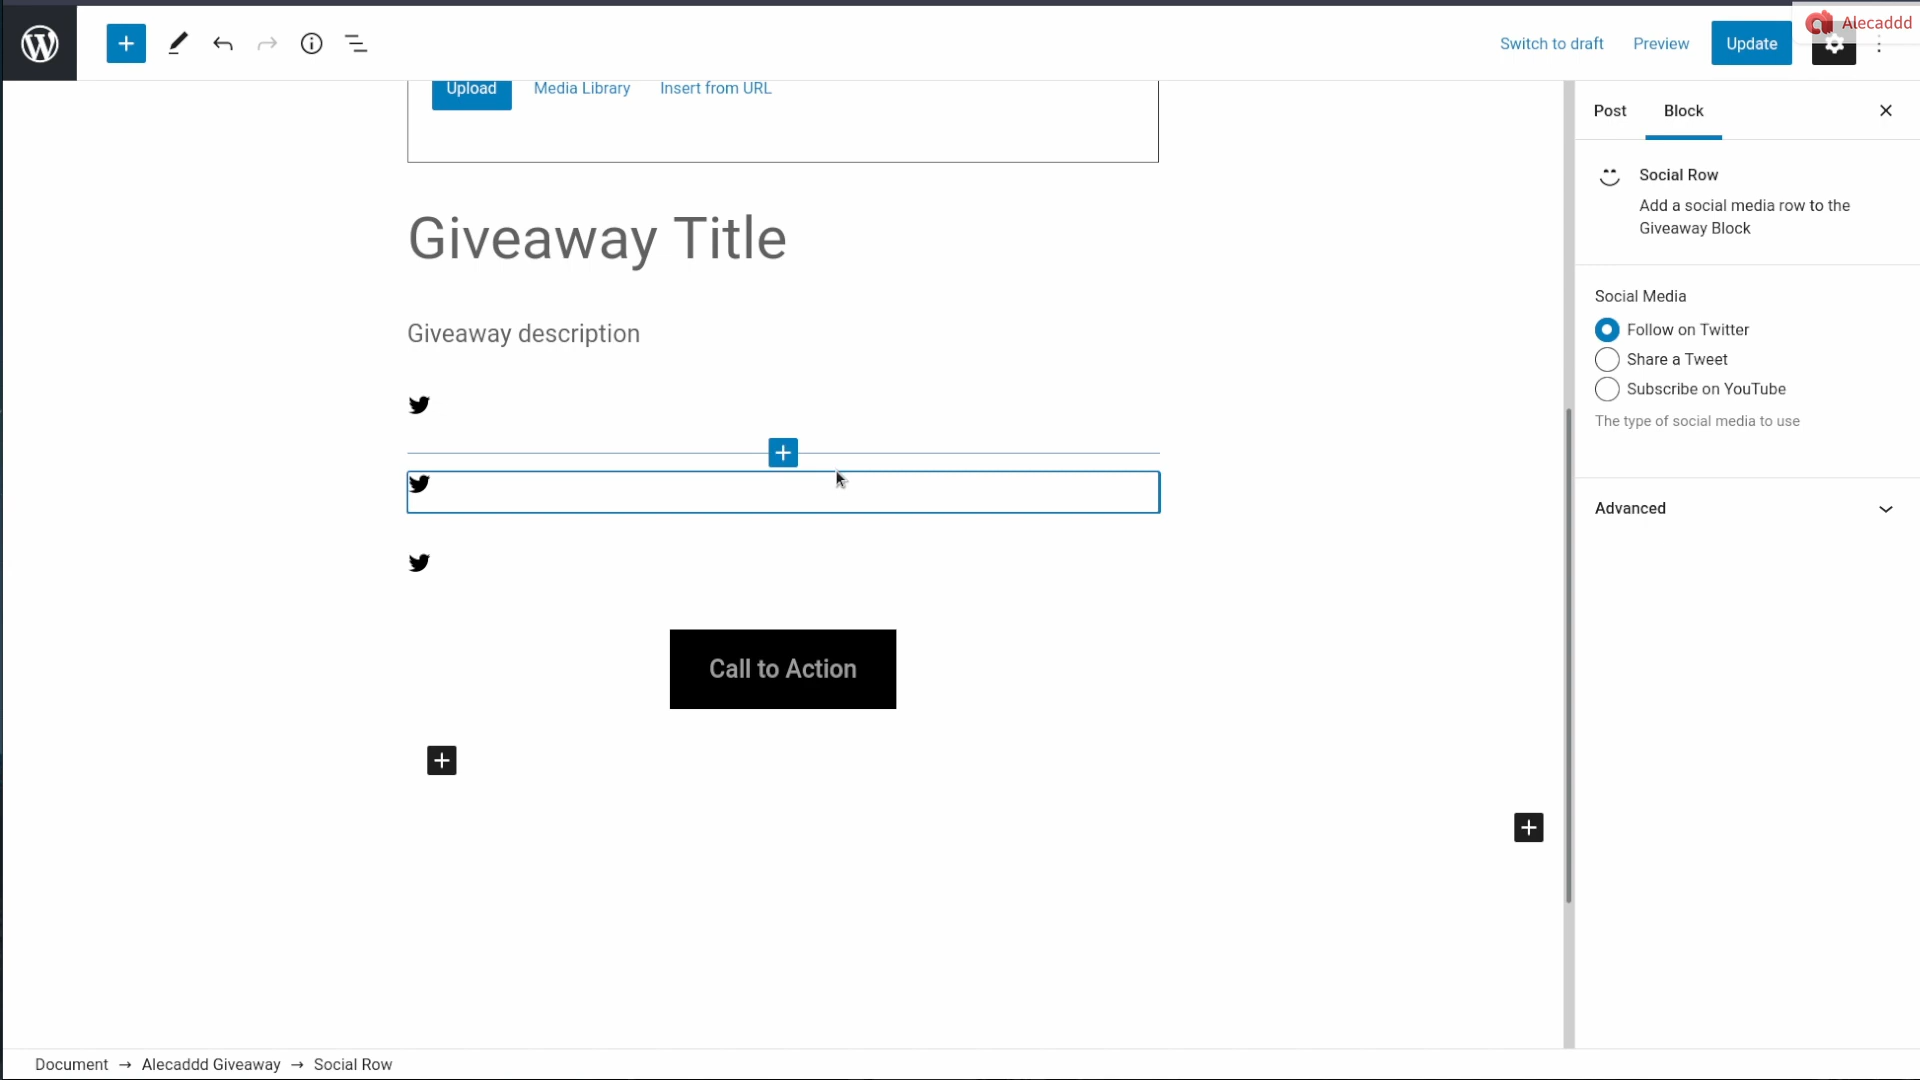 Alecaddd
Switch to draft
Preview
Update
Upload
Media Library
Insert from URL
Giveaway Title
Giveaway description
Call to Action
Post
Block
Social Row
Add a social media row to the
Giveaway Block
Social Media
Follow on Twitter
Share a Tweet
Subscribe on YouTube
The type of social media to use
Advanced
Document → Alecaddd Giveaway → Social Row